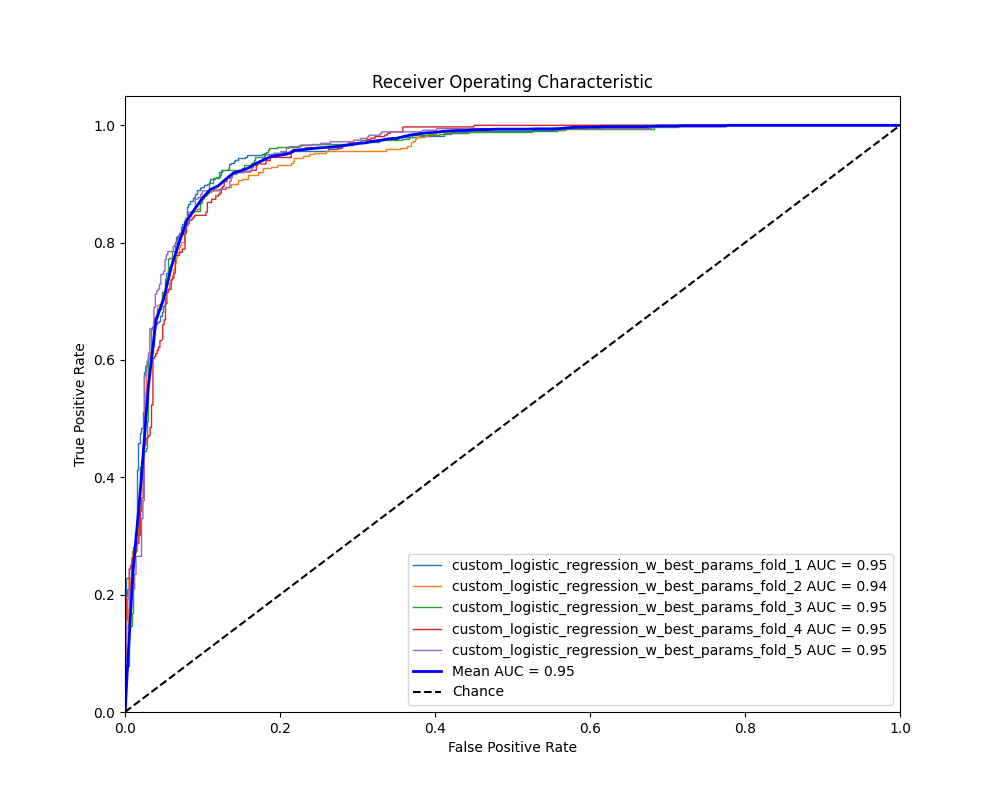 Receiver Operating Characteristic
True Positive Rate
1.0
0.8
0.6
0.4
0.2
0.0
custom_logistic_regression_w_best_params_fold_1 AUC = 0.95
custom_logistic_regression_w_best_params_fold_2 AUC = 0.94
custom_logistic_regression_w_best_params_fold_3 AUC = 0.95
custom_logistic_regression_w_best_params_fold_4 AUC = 0.95
custom_logistic_regression_w_best_params_fold_5 AUC = 0.95
Mean AUC = 0.95
Chance
0.0 0.2 0.4 0.6 0.8 1.0
False Positive Rate